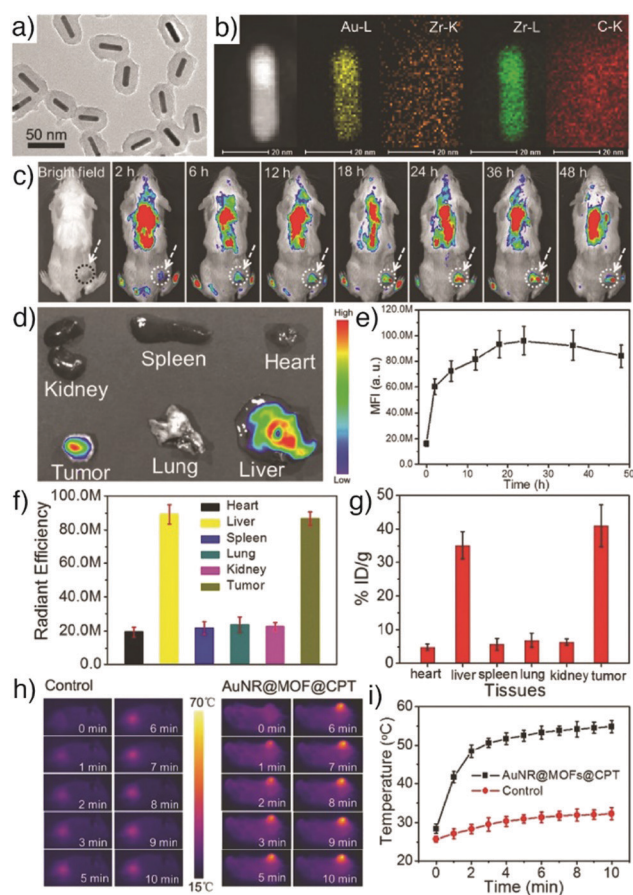 a)
50 nm
b)
Au-L Zr-K Zr-L C-K
20 nm 20 nm 20 nm 20 nm 20 nm
c)
Bright field 2 h 6 h 12 h 18 h 24 h 36 h 48 h
d)
Kidney Spleen Heart
Tumor Lung Liver
High
Low
e)
MFI (a. u.)
120.0M
100.0M
80.0M
60.0M
40.0M
20.0M
0.0
0 10 20 30 40 50
Time (h)
f)
Radiant Efficiency
100.0M
80.0M
60.0M
40.0M
20.0M
0.0
Heart
Liver
Spleen
Lung
Kidney
Tumor
g)
% ID/g
60
40
20
0
heart liver spleen lung kidney tumor
Tissues
h)
Control
0 min 6 min
1 min 7 min
2 min 8 min
3 min 9 min
5 min 10 min
70℃
15℃
AuNR@MOF@CPT
0 min 6 min
1 min 7 min
2 min 8 min
3 min 9 min
5 min 10 min
i)
Temperature (°C)
60
50
40
30
20
AuNR@MOFs@CPT
Control
0 2 4 6 8 10
Time (min)